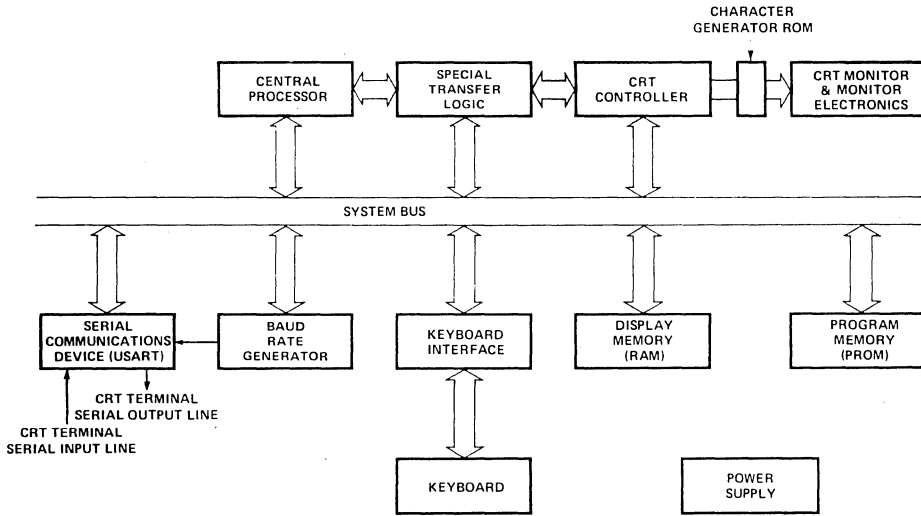 CHARACTER
GENERATOR ROM
CENTRAL
PROCESSOR
SPECIAL
TRANSFER
LOGIC
CRT
CONTROLLER
CRT MONITOR
& MONITOR
ELECTRONICS
SYSTEM BUS
SERIAL
COMMUNICATIONS
DEVICE (USART)
BAUD
RATE
GENERATOR
KEYBOARD
INTERFACE
DISPLAY
MEMORY
(RAM)
PROGRAM
MEMORY
(PROM)
CRT TERMINAL
SERIAL OUTPUT LINE
CRT TERMINAL
SERIAL INPUT LINE
KEYBOARD
POWER
SUPPLY